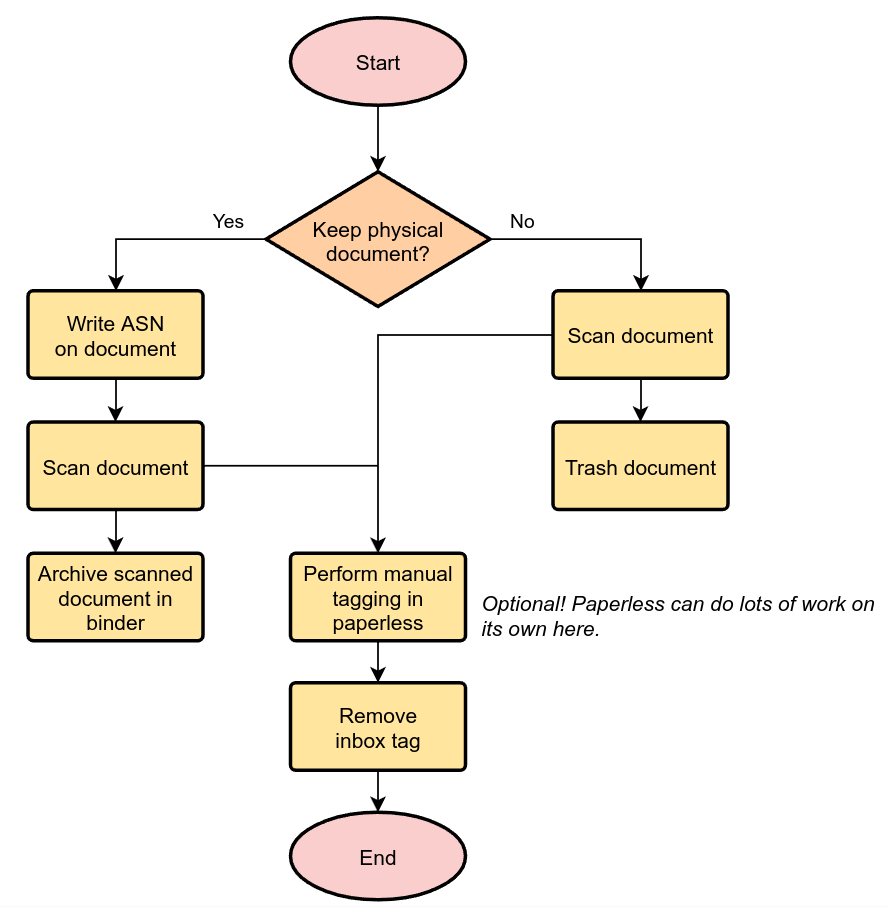 Start
Keep physical
document?
Yes
No
Write ASN
on document
Scan document
Scan document
Trash document
Archive scanned
document in
binder
Perform manual
tagging in
paperless
Optional! Paperless can do lots of work on
its own here.
Remove
inbox tag
End